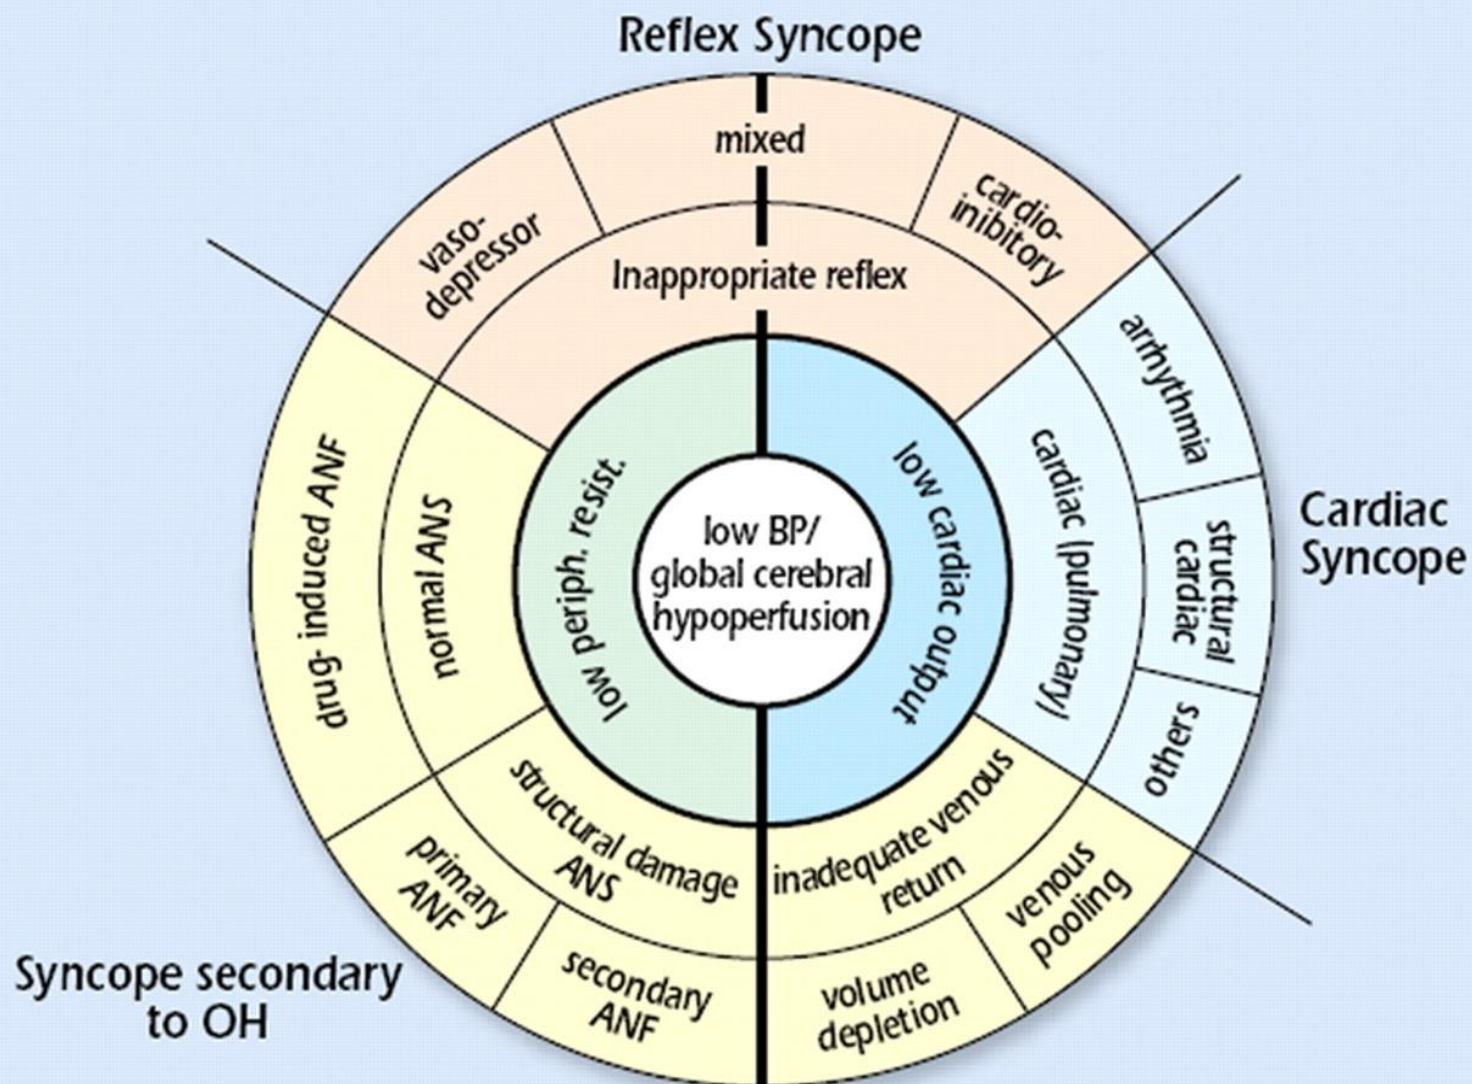 Reflex Syncope
mixed
vaso-
depressor
cardio-
inibitory
Inappropriate reflex
arrhythmia
structural
cardiac
others
cardiac (pulmonary)
Cardiac
Syncope
drug- induced ANF
normal ANS
low periph. resist.
low BP/
global cerebral
hypoperfusion
low cardiac output
structural damage
ANS
inadequate venous
return
primary
ANF
secondary
ANF
volume
depletion
venous
pooling
Syncope secondary
to OH